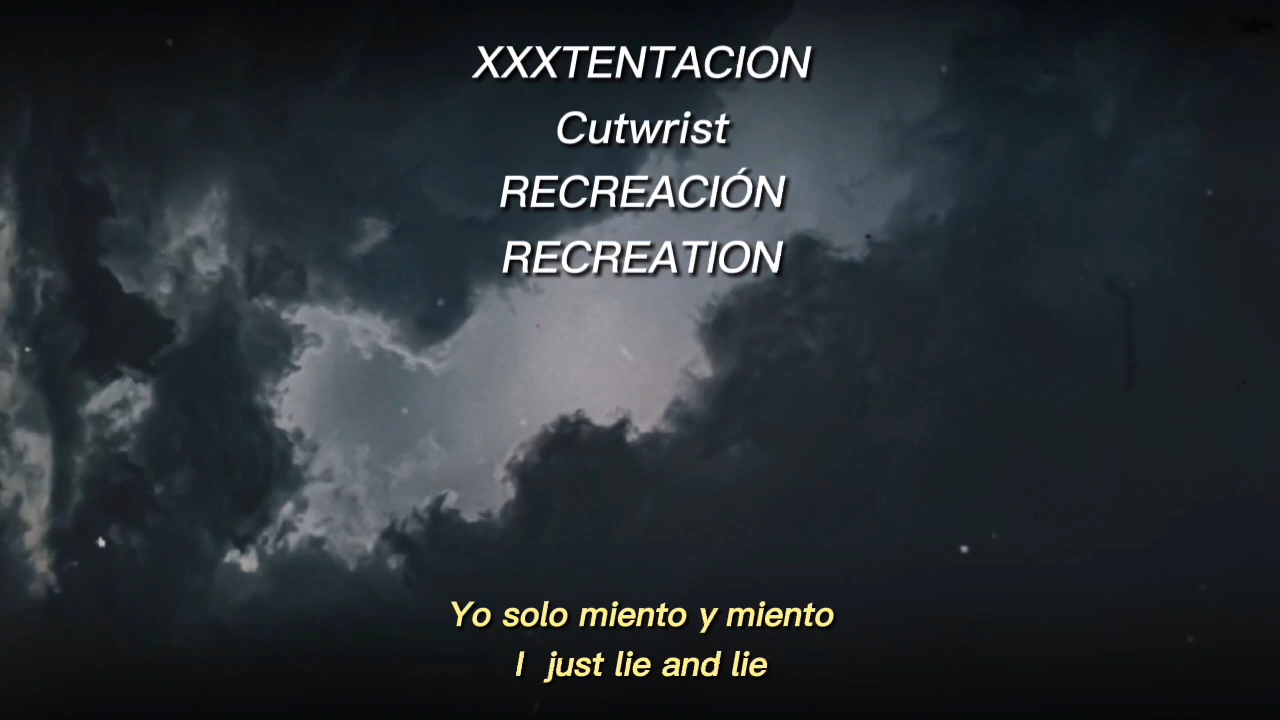 XXXTENTACION
Cutwrist
RECREACIÓN
RECREATION
Yo solo miento y miento
I just lie and lie